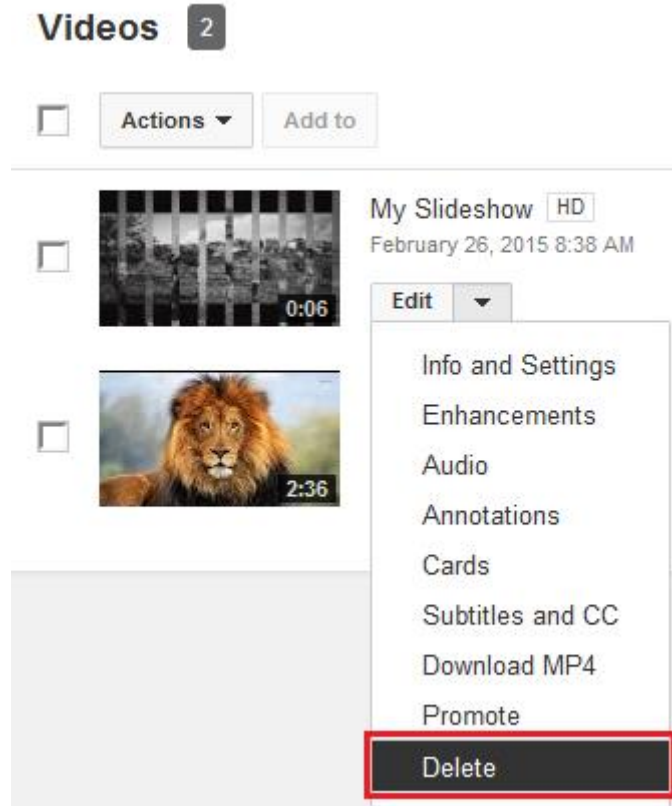 Videos 2
Actions Add to
My Slideshow HD
February 26, 2015 8:38 AM
0:06
Edit
Info and Settings
Enhancements
Audio
2:36
Annotations
Cards
Subtitles and CC
Download MP4
Promote
Delete